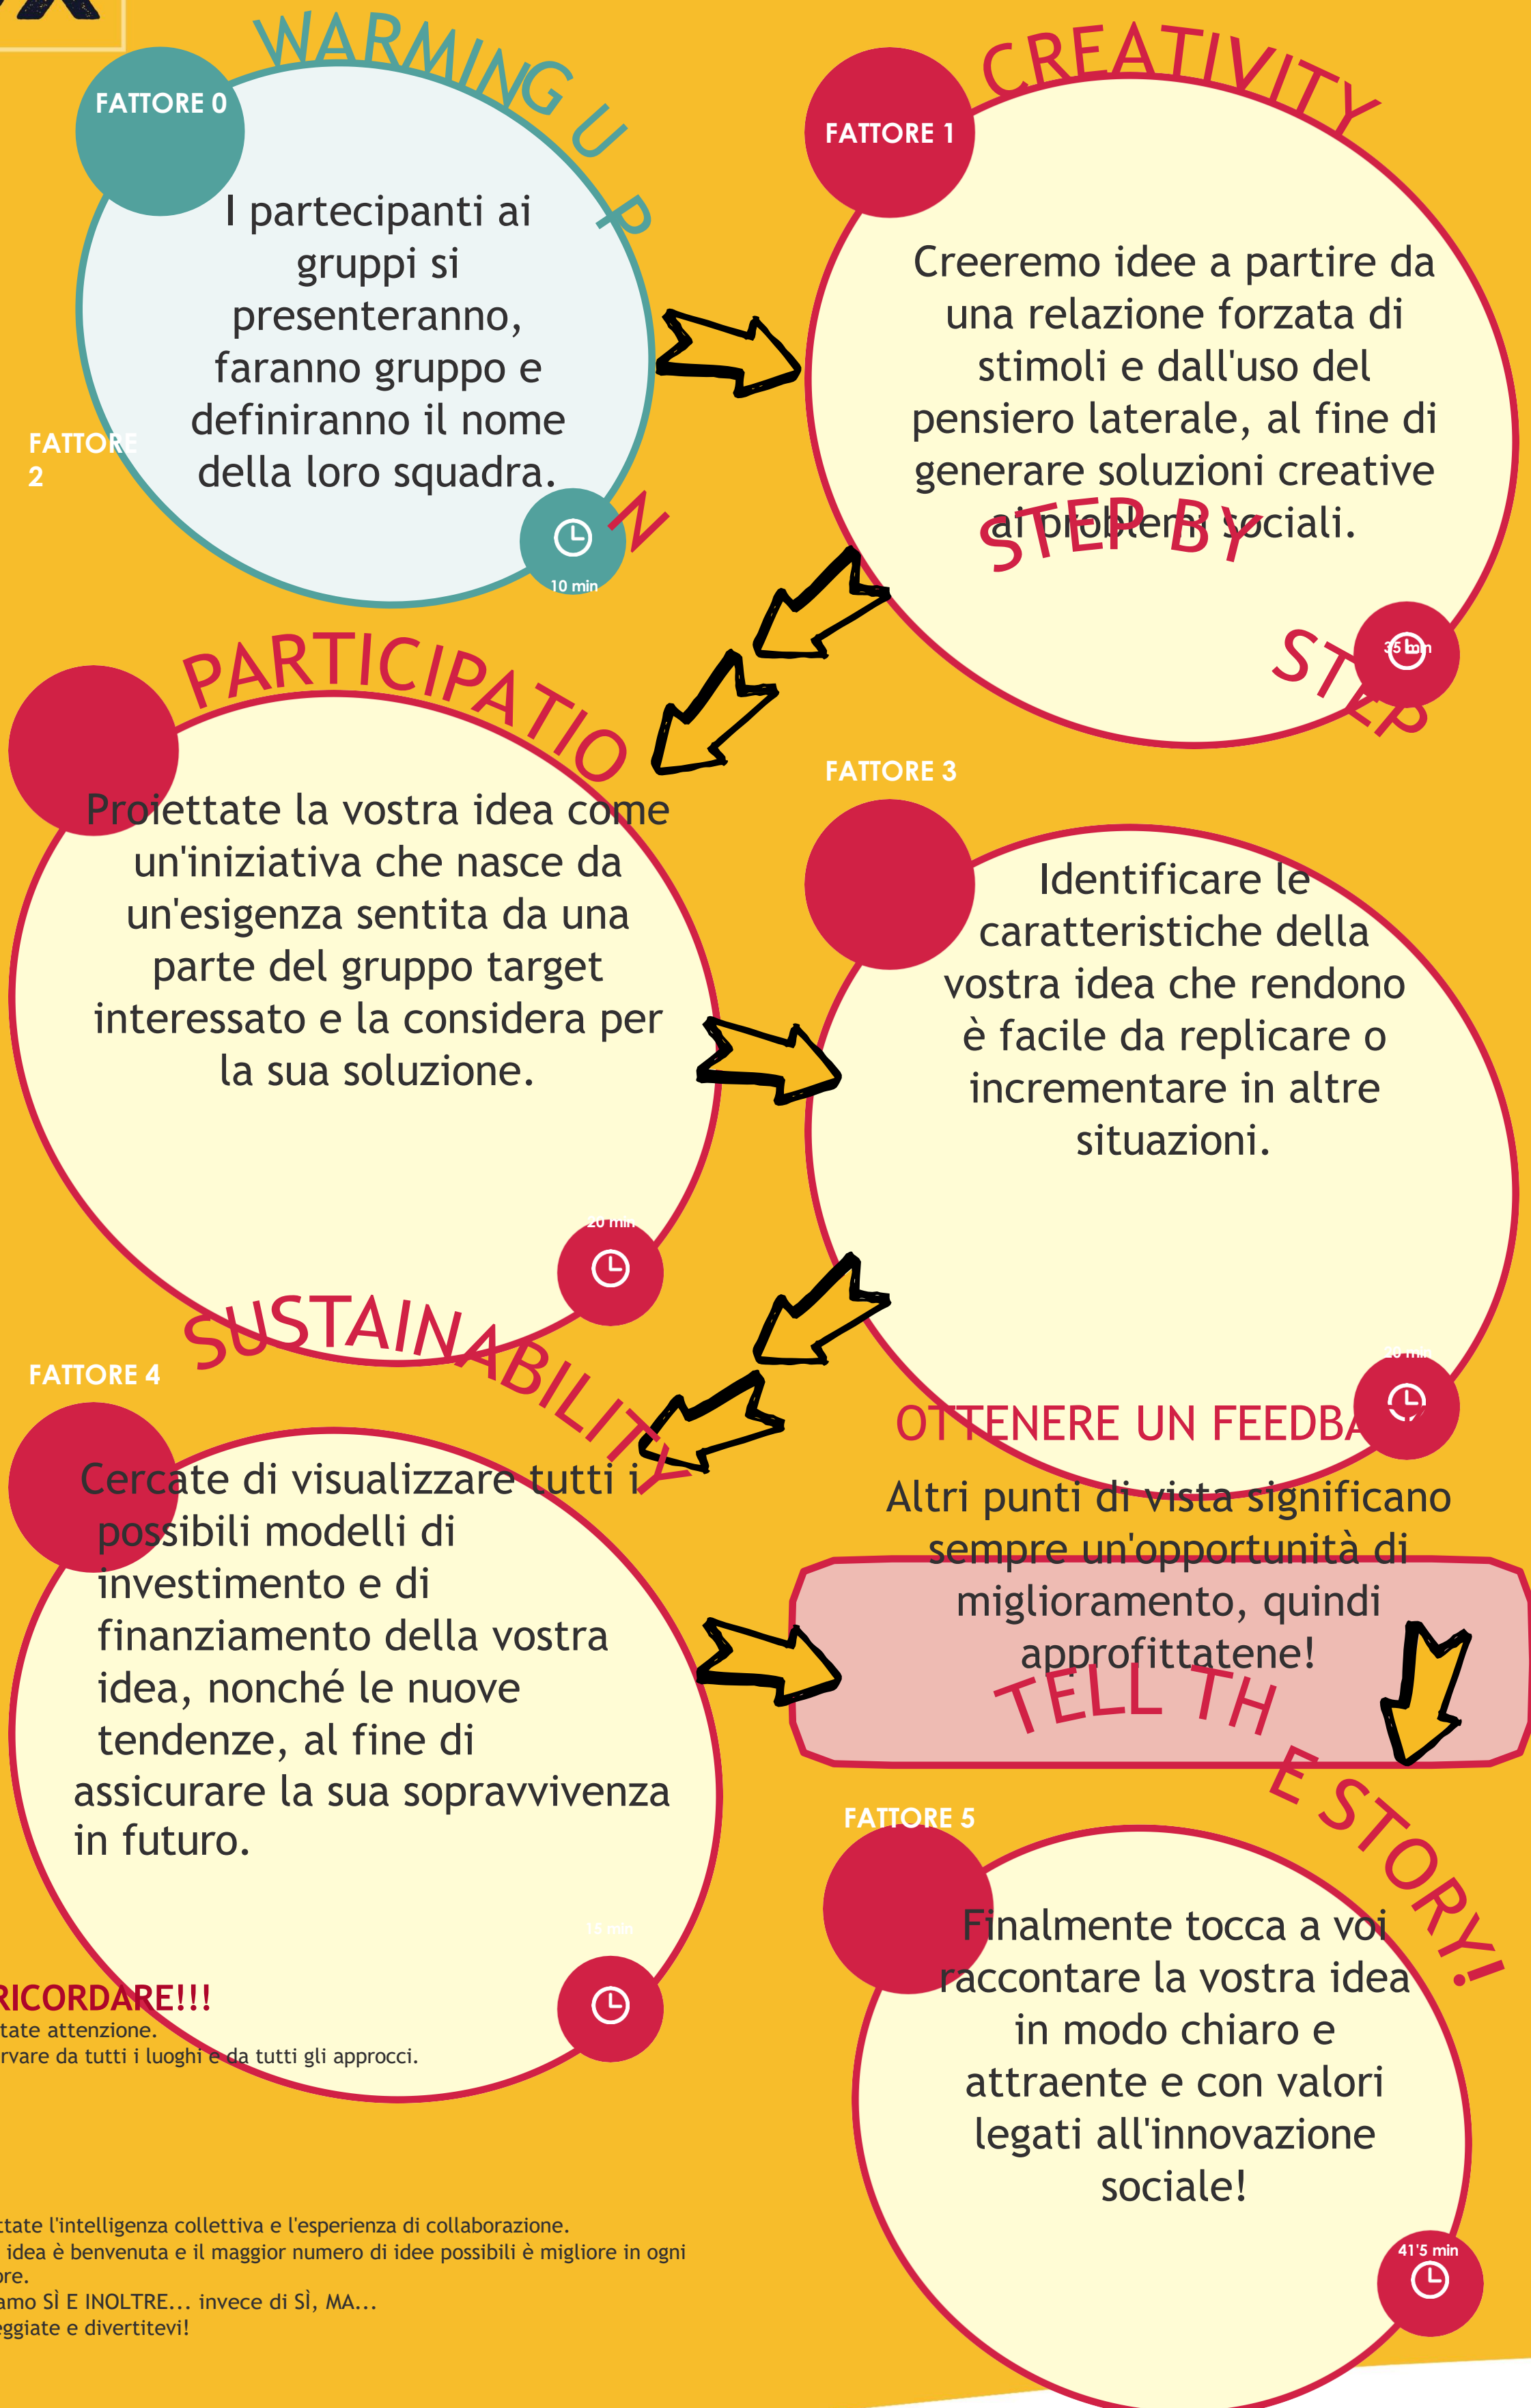 WARMING UP
FATTORE 0
I partecipanti ai
gruppi si
presenteranno,
faranno gruppo e
definiranno il nome
della loro squadra.
10 min
CREATIVITY
FATTORE 1
Creeremo idee a partire da
una relazione forzata di
stimoli e dall'uso del
pensiero laterale, al fine di
generare soluzioni creative
ai problemi sociali.
35 min
FATTORE
2
PARTICIPATION
Proiettate la vostra idea come
un'iniziativa che nasce da
un'esigenza sentita da una
parte del gruppo target
interessato e la considera per
la sua soluzione.
20 min
STEP BY STEP
FATTORE 3
Identificare le
caratteristiche della
vostra idea che rendono
è facile da replicare o
incrementare in altre
situazioni.
SUSTAINABILITY
FATTORE 4
Cercate di visualizzare tutti i
possibili modelli di
investimento e di
finanziamento della vostra
idea, nonché le nuove
tendenze, al fine di
assicurare la sua sopravvivenza
in futuro.
15 min
OTTENERE UN FEEDBA
Altri punti di vista significano
sempre un'opportunità di
miglioramento, quindi
approfittatene!
TELL THE STORY!
FATTORE 5
Finalmente tocca a voi
raccontare la vostra idea
in modo chiaro e
attraente e con valori
legati all'innovazione
sociale!
41'5 min
RICORDARE!!!
tate attenzione.
rvare da tutti i luoghi e da tutti gli approcci.
ttate l'intelligenza collettiva e l'esperienza di collaborazione.
idea è benvenuta e il maggior numero di idee possibili è migliore in ogni
ore.
amo SÌ E INOLTRE... invece di SÌ, MA...
eggiate e divertitevi!